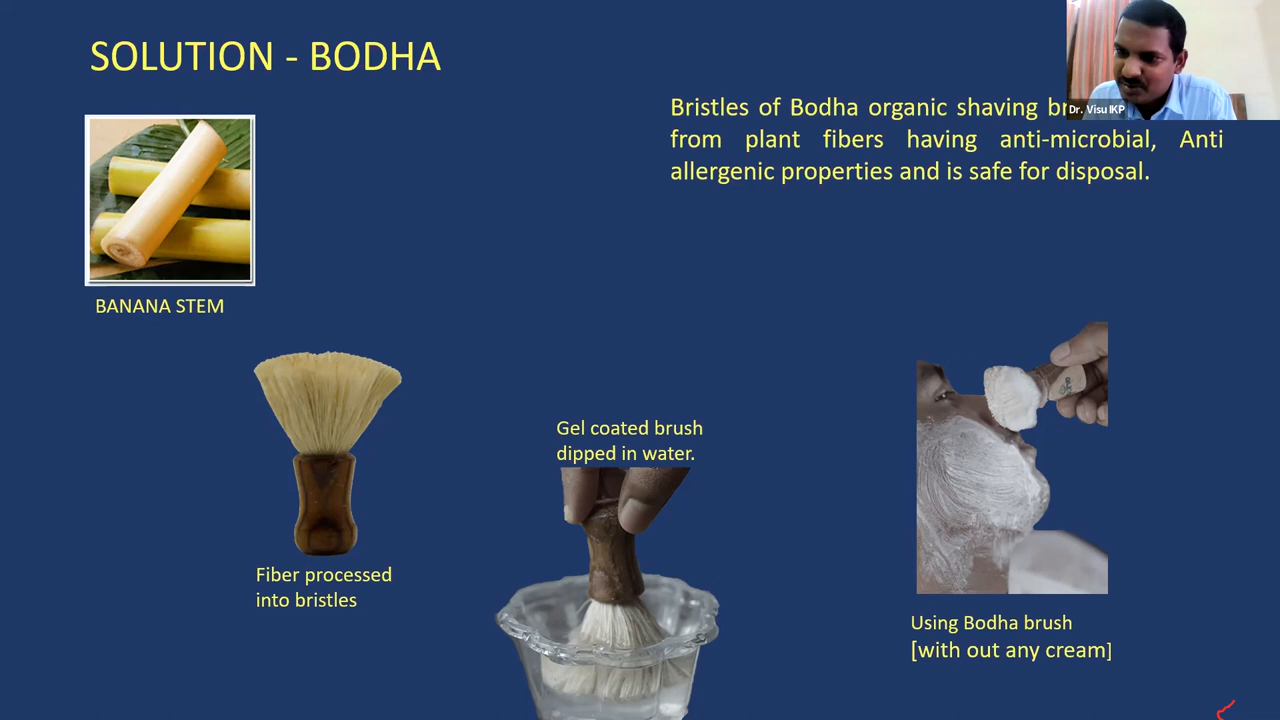 SOLUTION - BODHA
Bristles of Bodha organic shaving
Dr. Visu IKP
from plant fibers having anti-microbial, Anti
allergenic properties and is safe for disposal.
BANANA STEM
Gel coated brush
dipped in water.
Fiber processed
into bristles
Using Bodha brush
[with out any cream]